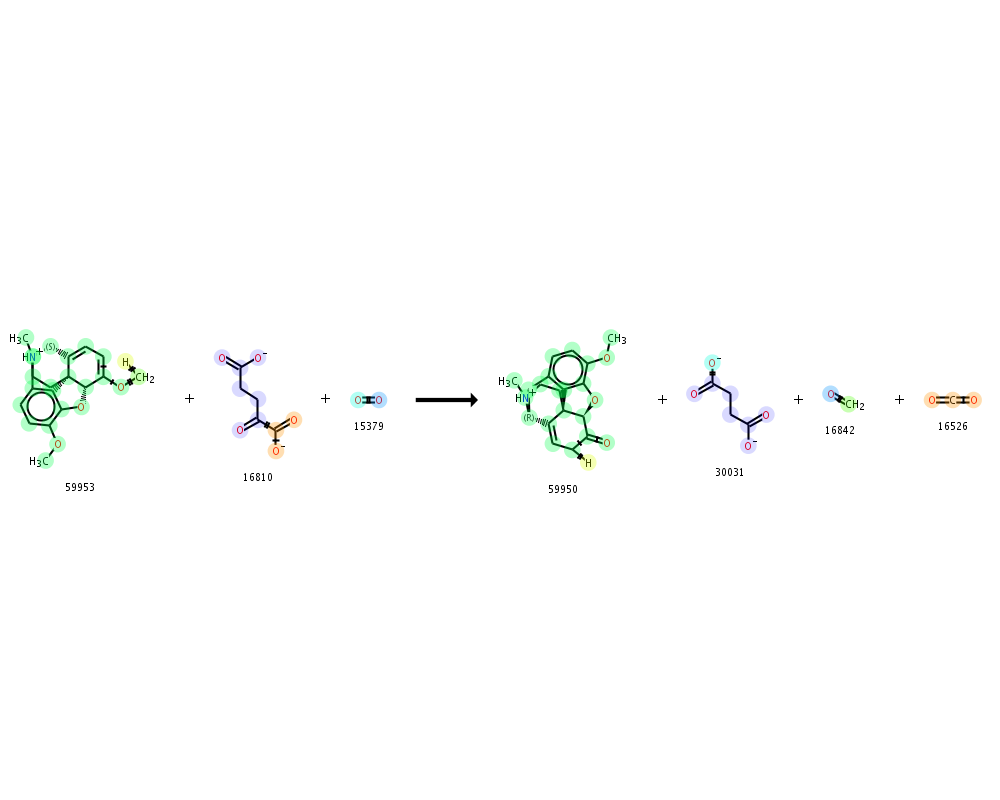 H₃C
HN⁺
(S)
O
O
H
CH₂
O
H₃C
59953
+
O
O⁻
O
O
O⁻
16810
+
O
O
15379
CH₃
O
H₃C
HN⁺
O
(R)
O
H
59950
+
O⁻
O
O
O⁻
30031
+
O
CH₂
16842
+
O
C
O
16526